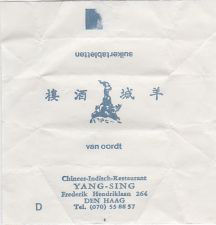 suikertabletten
樓酒 城羊
van oordt
Chineez-Indisch-Restaurant
YANG-SING
Frederik Hendriklaan 264
DEN HAAG
Tel. (070) 55 88 57
D